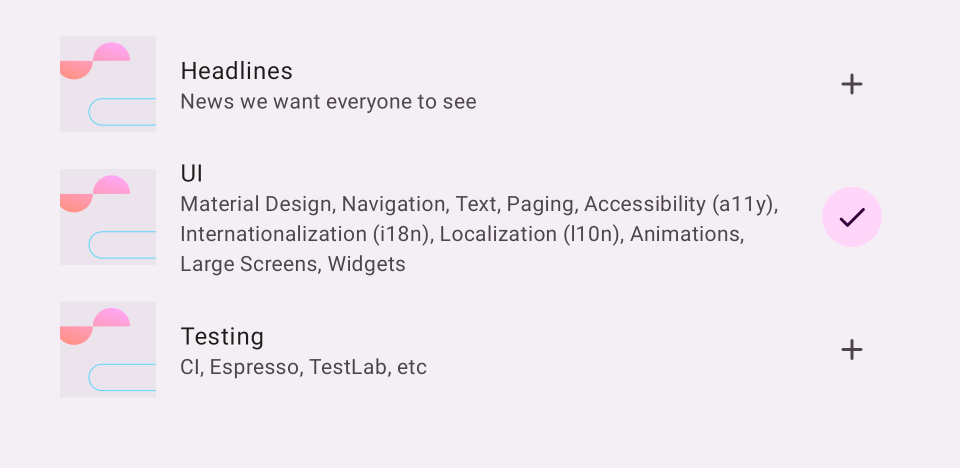 Headlines
News we want everyone to see
UI
Material Design, Navigation, Text, Paging, Accessibility (a11y),
Internationalization (i18n), Localization (l10n), Animations,
Large Screens, Widgets
Testing
CI, Espresso, TestLab, etc